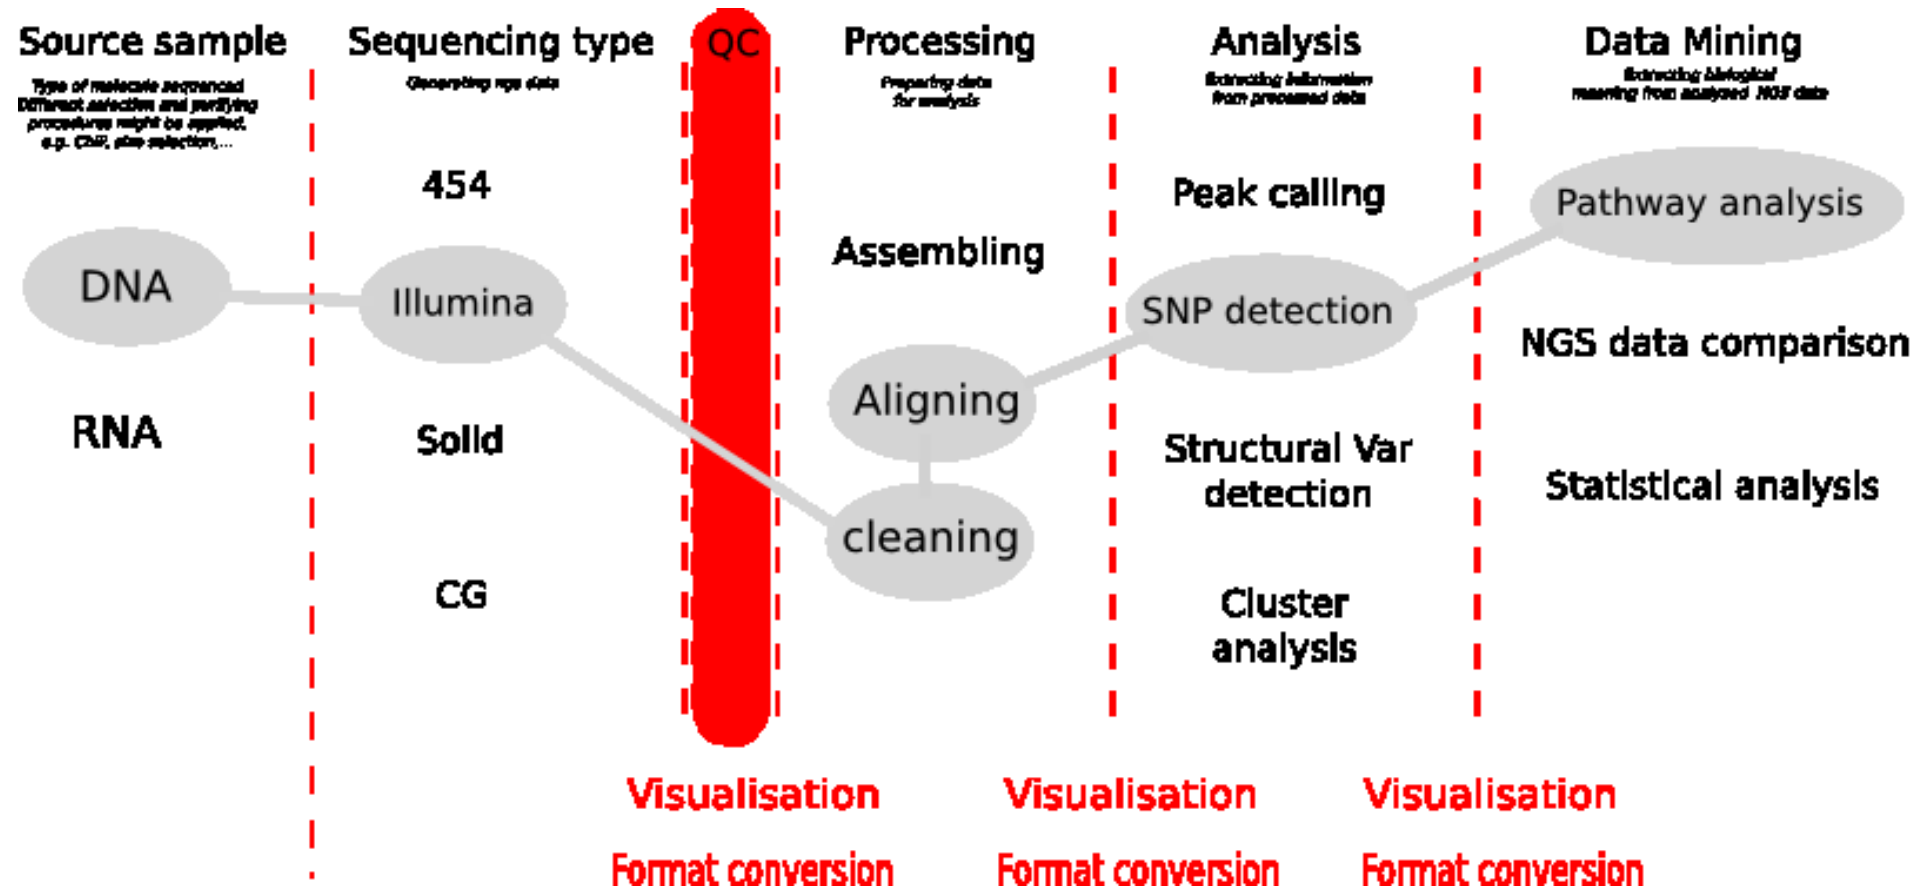 Source sample
Type of molecule sequenced
Different selection and purifying
procedures might be applied,
e.g. ChIP, size selection,...
DNA
RNA
Sequencing type
Generating ngs data
454
Illumina
Solid
CG
QC
Processing
Preparing data
for analysis
Assembling
Aligning
cleaning
Analysis
Extracting information
from processed data
Peak calling
SNP detection
Structural Var
detection
Cluster
analysis
Data Mining
Extracting biological
meaning from analyzed NGS data
Pathway analysis
NGS data comparison
Statistical analysis
Visualisation
Visualisation
Visualisation
Format conversion
Format conversion
Format conversion